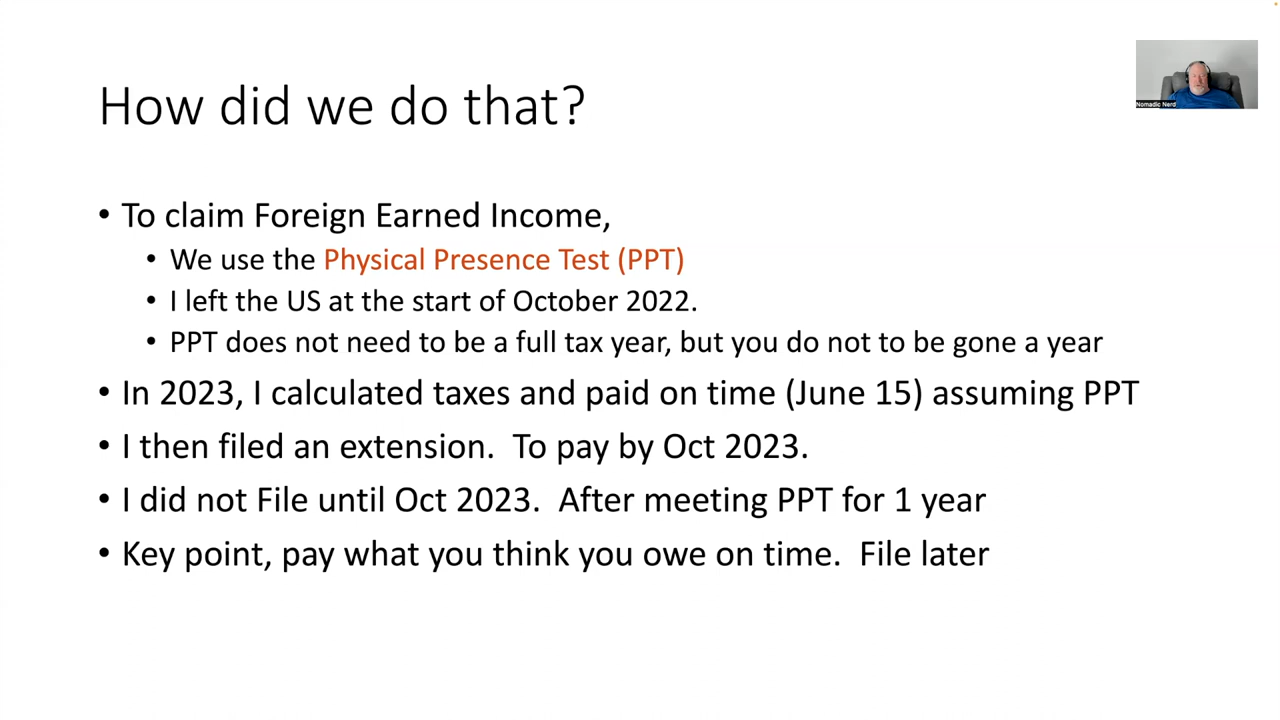 How did we do that?
Nomadic Nerd
• To claim Foreign Earned Income,
• We use the Physical Presence Test (PPT)
• I left the US at the start of October 2022.
• PPT does not need to be a full tax year, but you do not to be gone a year
• In 2023, I calculated taxes and paid on time (June 15) assuming PPT
• I then filed an extension.  To pay by Oct 2023.
• I did not File until Oct 2023.  After meeting PPT for 1 year
• Key point, pay what you think you owe on time.  File later